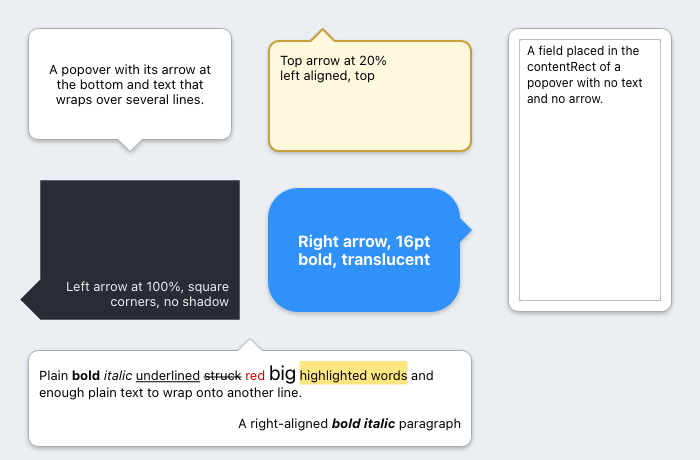 A popover with its arrow at
the bottom and text that
wraps over several lines.
Top arrow at 20%
left aligned, top
A field placed in the
contentRect of a
popover with no text
and no arrow.
Left arrow at 100%, square
corners, no shadow
Right arrow, 16pt
bold, translucent
Plain bold italic underlined struck red big highlighted words and
enough plain text to wrap onto another line.
A right-aligned bold italic paragraph